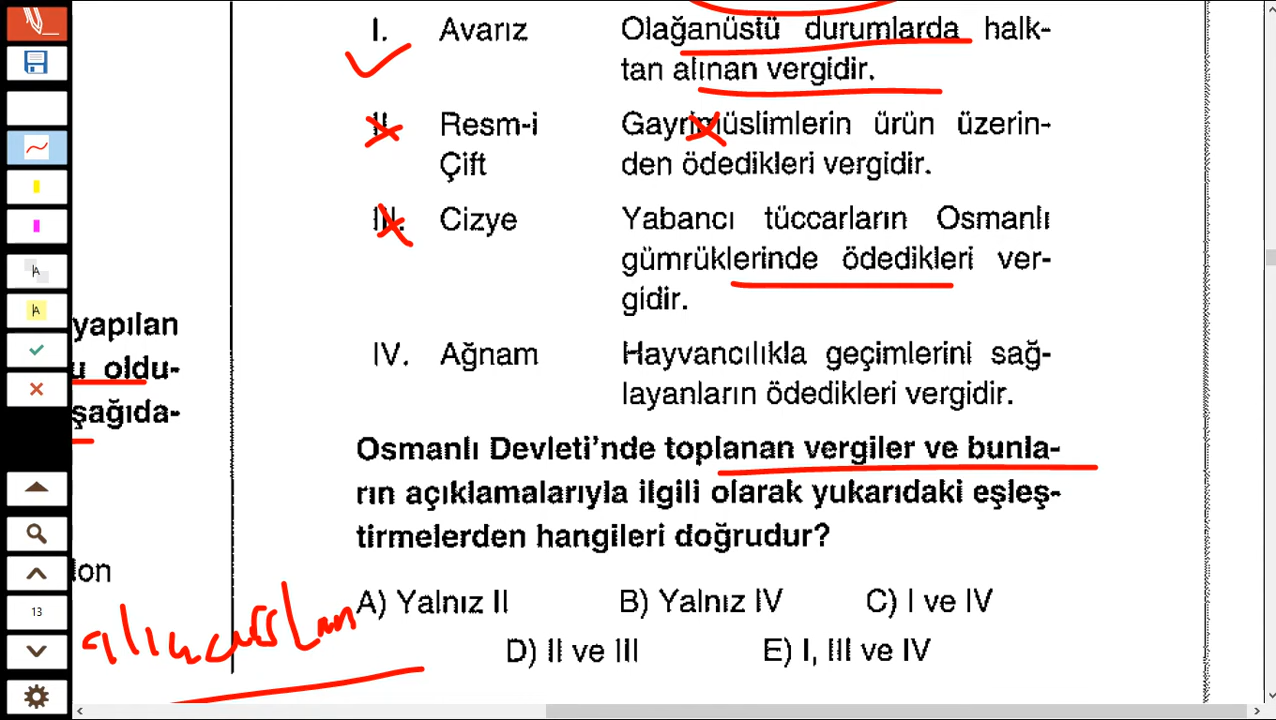 I. Avarız Olağanüstü durumlarda halk-
tan alınan vergidir.
II. Resm-i Gayrimüslimlerin ürün üzerin-
Çift den ödedikleri vergidir.
III. Cizye Yabancı tüccarların Osmanlı
gümrüklerinde ödedikleri ver-
gidir.
IV. Ağnam Hayvancılıkla geçimlerini sağ-
layanların ödedikleri vergidir.
Osmanlı Devleti'nde toplanan vergiler ve bunla-
rın açıklamalarıyla ilgili olarak yukarıdaki eşleş-
tirmelerden hangileri doğrudur?
A) Yalnız II B) Yalnız IV C) I ve IV
D) II ve III E) I, III ve IV
yapılan
u oldu-
şağıda-
lon
13
A
A